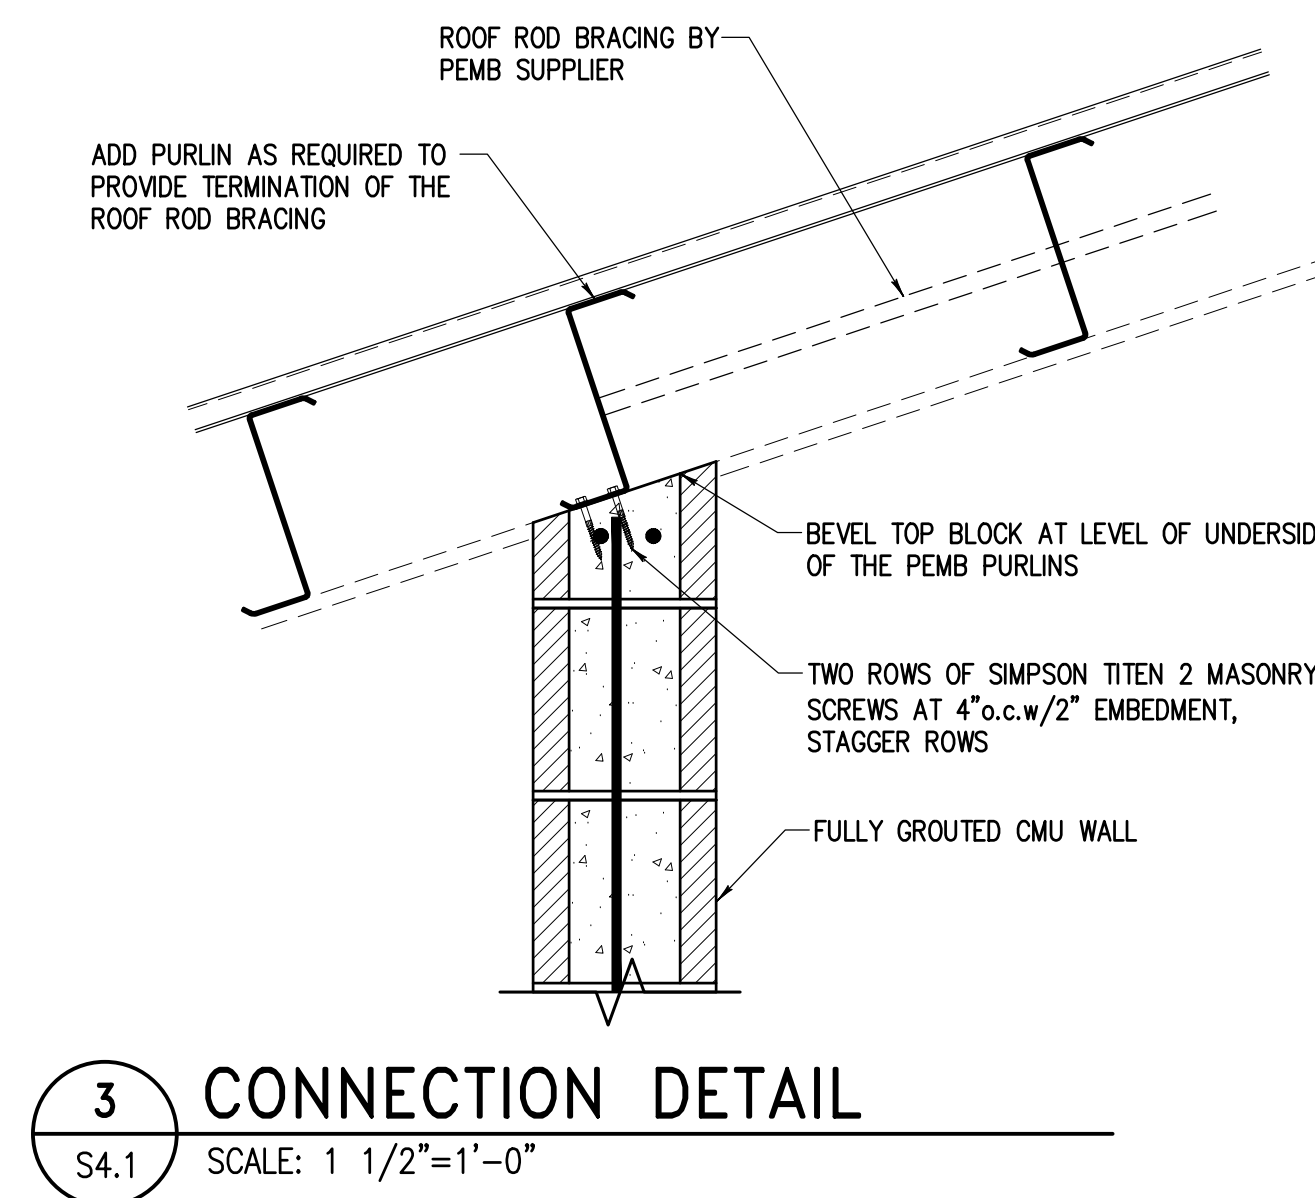 ROOF ROD BRACING BY
PEMB SUPPLIER
ADD PURLIN AS REQUIRED TO
PROVIDE TERMINATION OF THE
ROOF ROD BRACING
BEVEL TOP BLOCK AT LEVEL OF UNDERSID
OF THE PEMB PURLINS
TWO ROWS OF SIMPSON TITEN 2 MASONRY
SCREWS AT 4"o.c.w/2" EMBEDMENT,
STAGGER ROWS
FULLY GROUTED CMU WALL
3
CONNECTION DETAIL
S4.1
SCALE: 1 1/2"=1'-0"